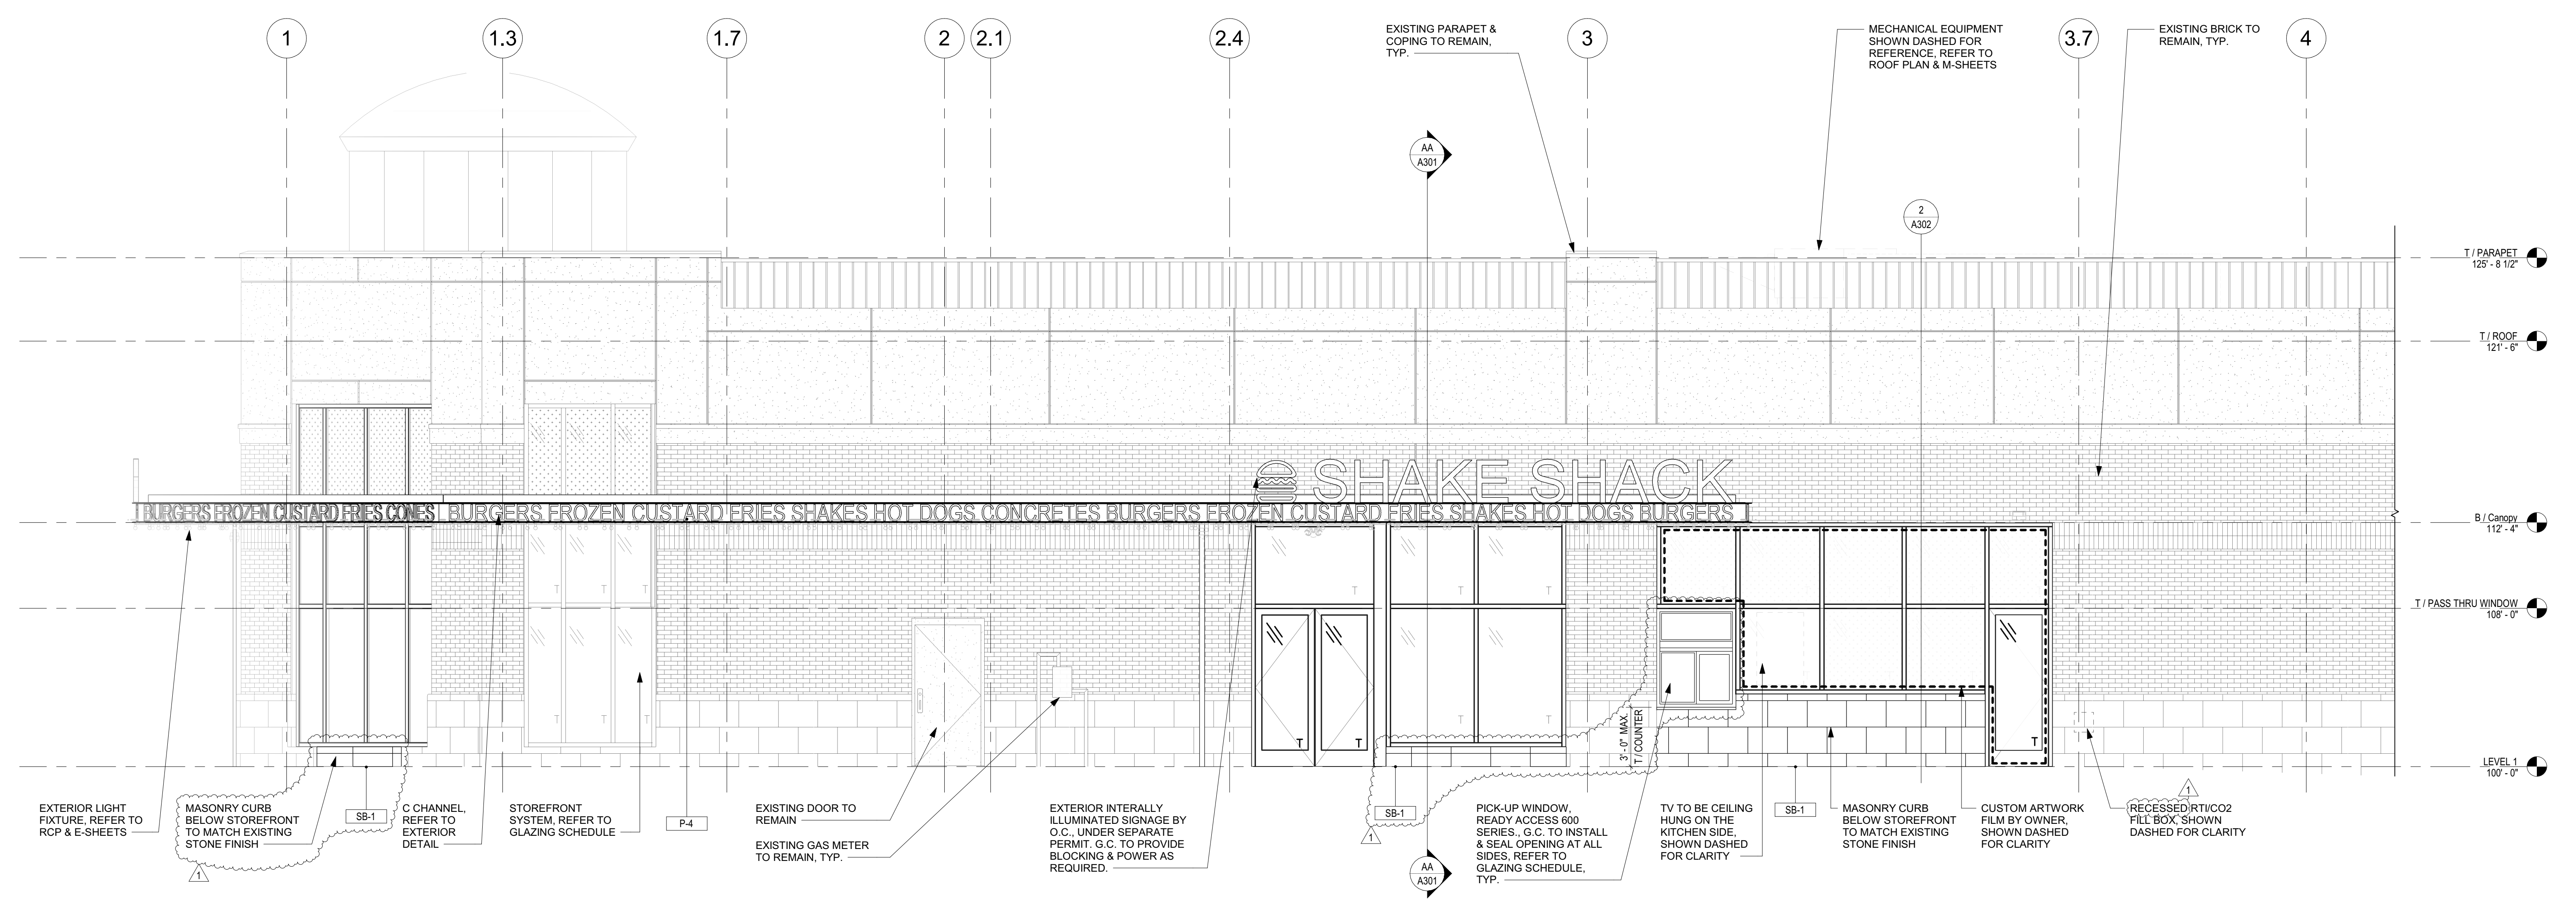 1
1.3
1.7
2
2.1
2.4
3
3.7
4
EXISTING PARAPET &
COPING TO REMAIN,
TYP.
MECHANICAL EQUIPMENT
SHOWN DASHED FOR
REFERENCE, REFER TO
ROOF PLAN & M-SHEETS
EXISTING BRICK TO
REMAIN, TYP.
AA
A301
2
A302
T / PARAPET
125' - 8 1/2"
T / ROOF
121' - 6"
SHAKE SHACK
BURGERS FROZEN CUSTARD FRIES CONES
BURGERS FROZEN CUSTARD FRIES SHAKES HOT DOGS CONCRETES BURGERS FROZEN CUSTARD FRIES SHAKES HOT DOGS BURGERS
B / Canopy
112' - 4"
T
T
T
T
T
T
T
T
T
T
T
T
T
T / PASS THRU WINDOW
108' - 0"
3' - 0" MAX.
T / COUNTER
LEVEL 1
100' - 0"
EXTERIOR LIGHT
FIXTURE, REFER TO
RCP & E-SHEETS
MASONRY CURB
BELOW STOREFRONT
TO MATCH EXISTING
STONE FINISH
1
SB-1
C CHANNEL,
REFER TO
EXTERIOR
DETAIL
STOREFRONT
SYSTEM, REFER TO
GLAZING SCHEDULE
P-4
EXISTING DOOR TO
REMAIN
EXISTING GAS METER
TO REMAIN, TYP.
EXTERIOR INTERALLY
ILLUMINATED SIGNAGE BY
O.C., UNDER SEPARATE
PERMIT. G.C. TO PROVIDE
BLOCKING & POWER AS
REQUIRED.
SB-1
1
AA
A301
PICK-UP WINDOW,
READY ACCESS 600
SERIES., G.C. TO INSTALL
& SEAL OPENING AT ALL
SIDES, REFER TO
GLAZING SCHEDULE,
TYP.
TV TO BE CEILING
HUNG ON THE
KITCHEN SIDE,
SHOWN DASHED
FOR CLARITY
SB-1
MASONRY CURB
BELOW STOREFRONT
TO MATCH EXISTING
STONE FINISH
CUSTOM ARTWORK
FILM BY OWNER,
SHOWN DASHED
FOR CLARITY
1
RECESSED RTI/CO2
FILL BOX, SHOWN
DASHED FOR CLARITY